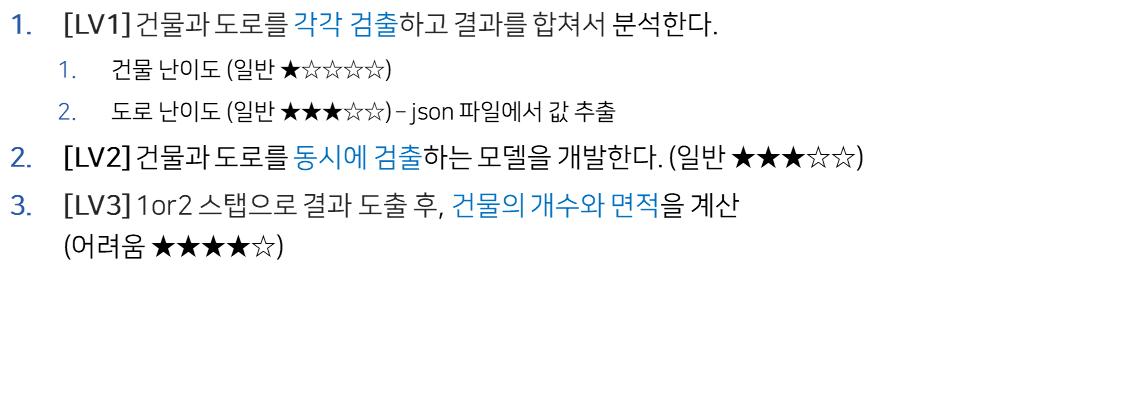 1. [LV1] 건물과 도로를 각각 검출하고 결과를 합쳐서 분석한다.
1. 건물 난이도 (일반 ★☆☆☆☆)
2. 도로 난이도 (일반 ★★★☆☆) – json 파일에서 값 추출
2. [LV2] 건물과 도로를 동시에 검출하는 모델을 개발한다. (일반 ★★★☆☆)
3. [LV3] 1or2 스탭으로 결과 도출 후, 건물의 개수와 면적을 계산
(어려움 ★★★★☆)